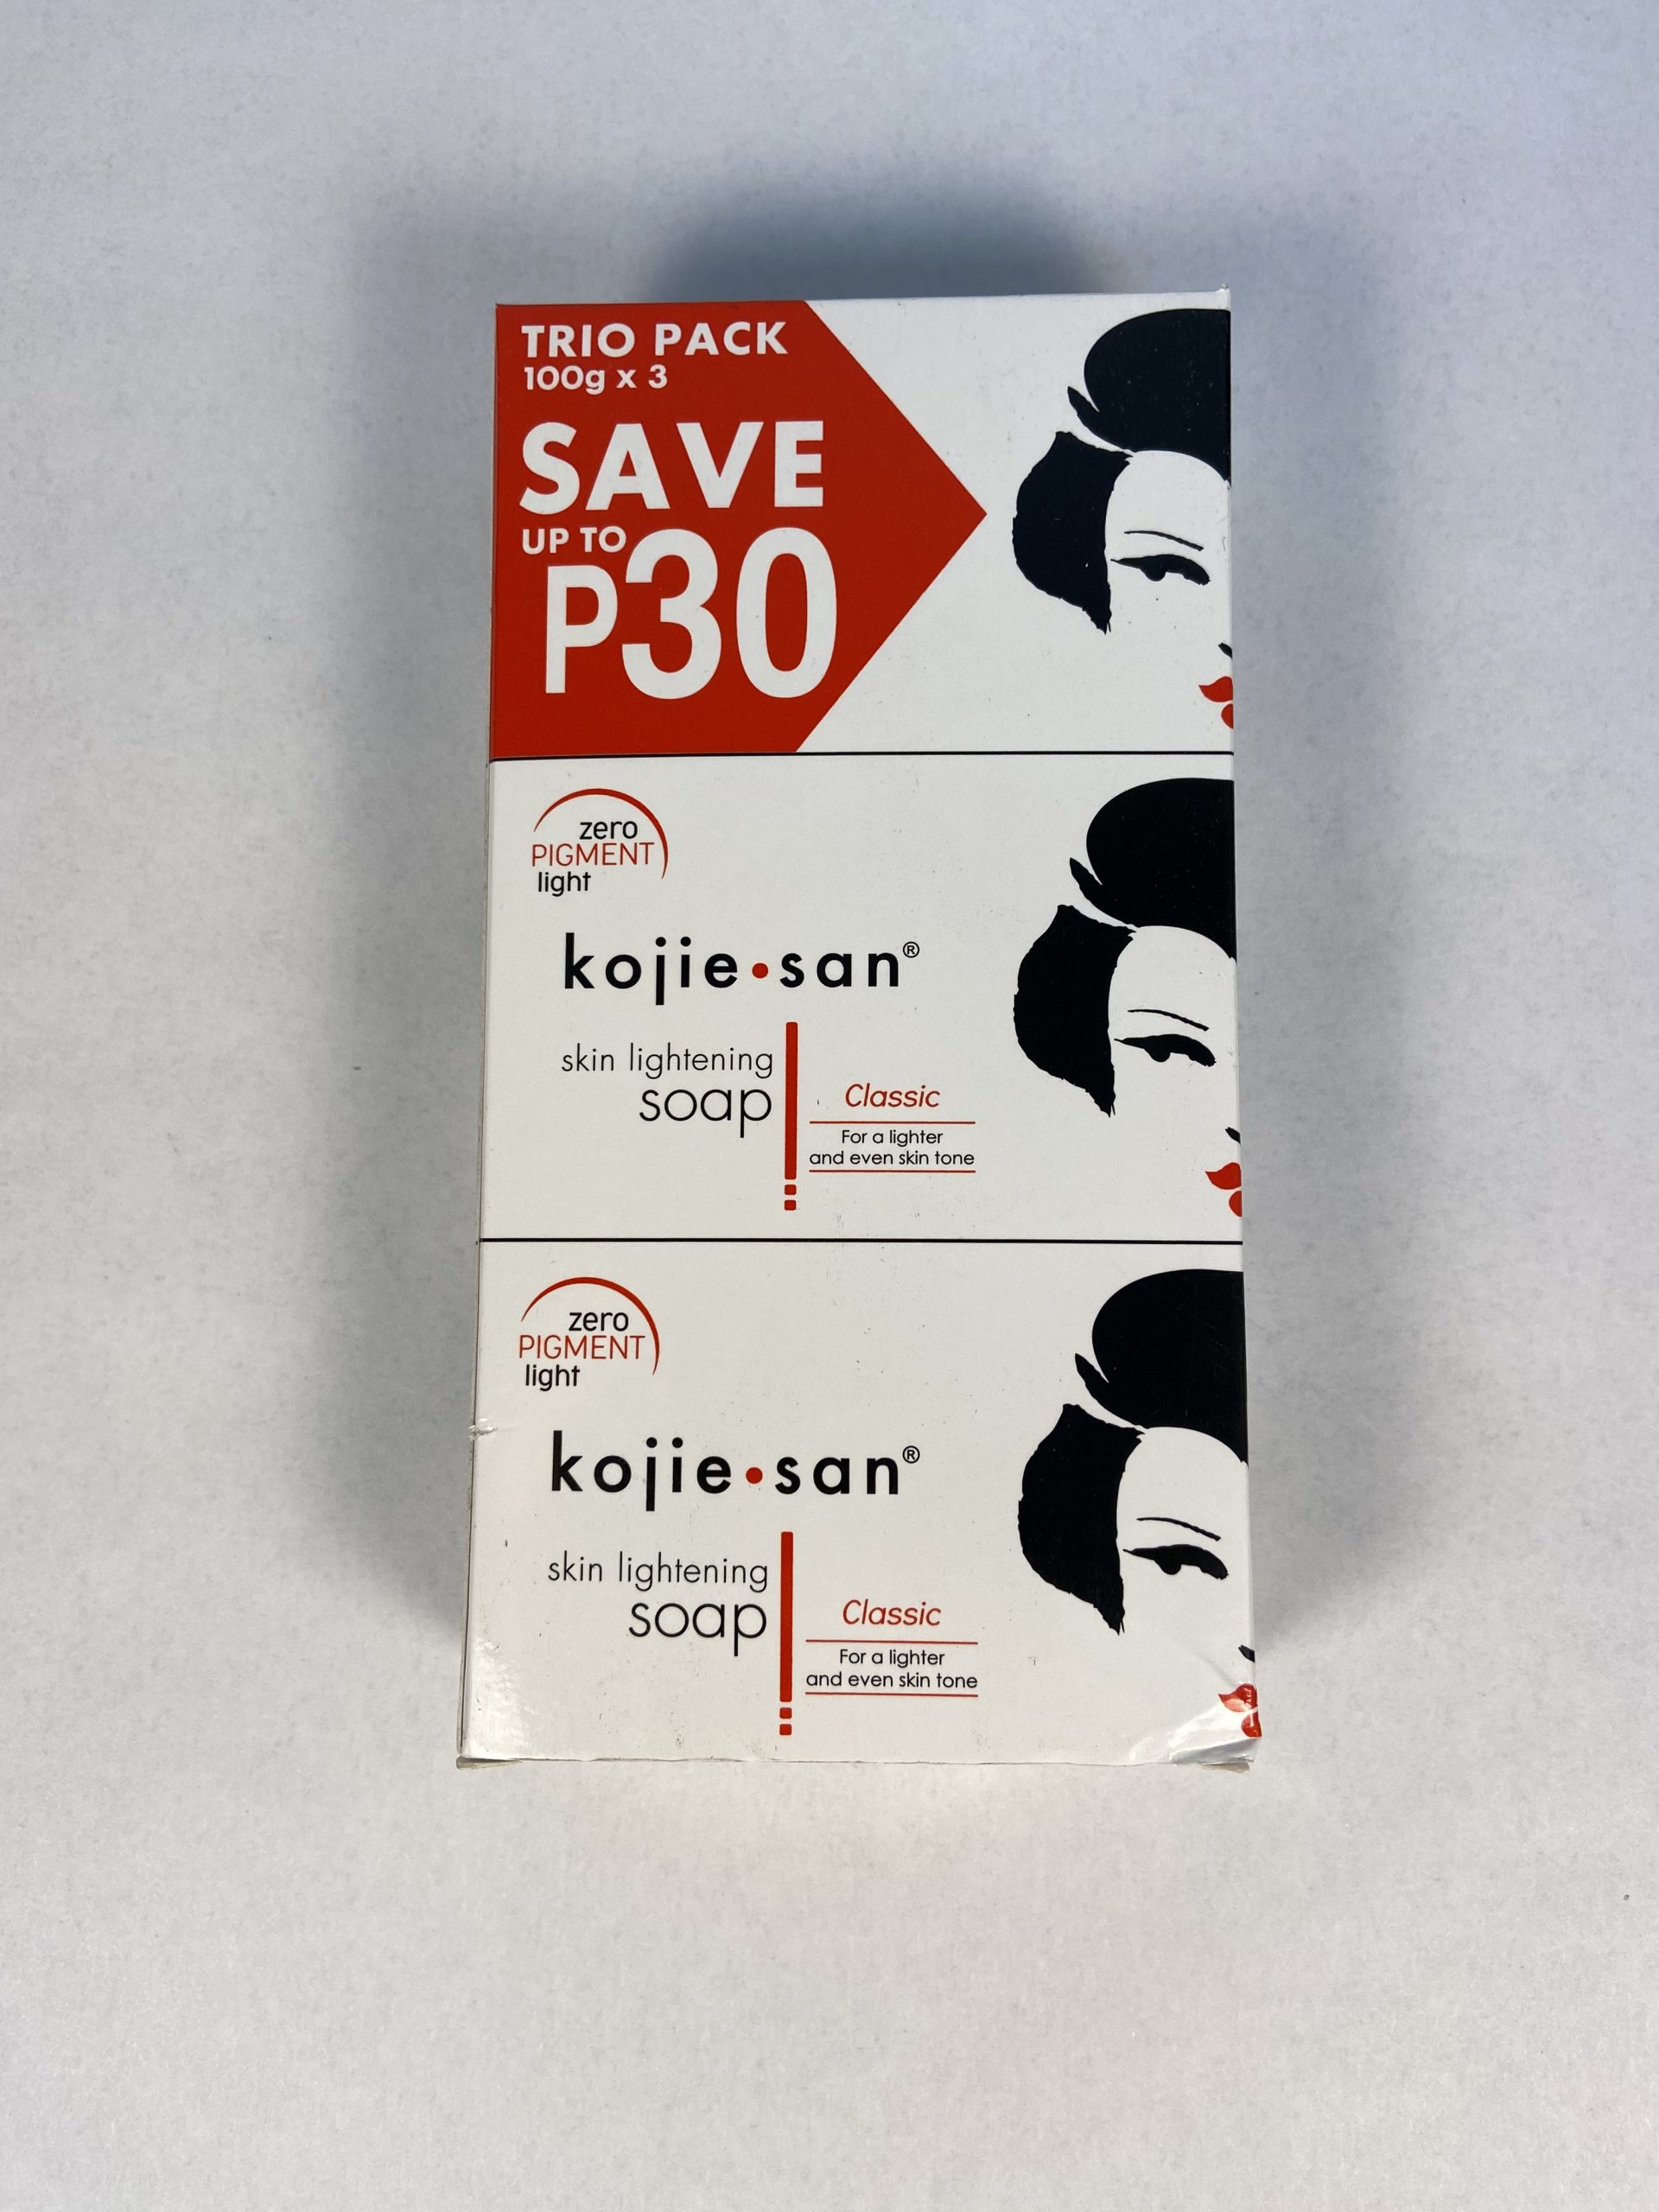 TRIO PACK
100g x 3
SAVE
UP TO
P30
zero
PIGMENT
light
kojie•san®
skin lightening
soap
Classic
For a lighter
and even skin tone
zero
PIGMENT
light
kojie•san®
skin lightening
soap
Classic
For a lighter
and even skin tone